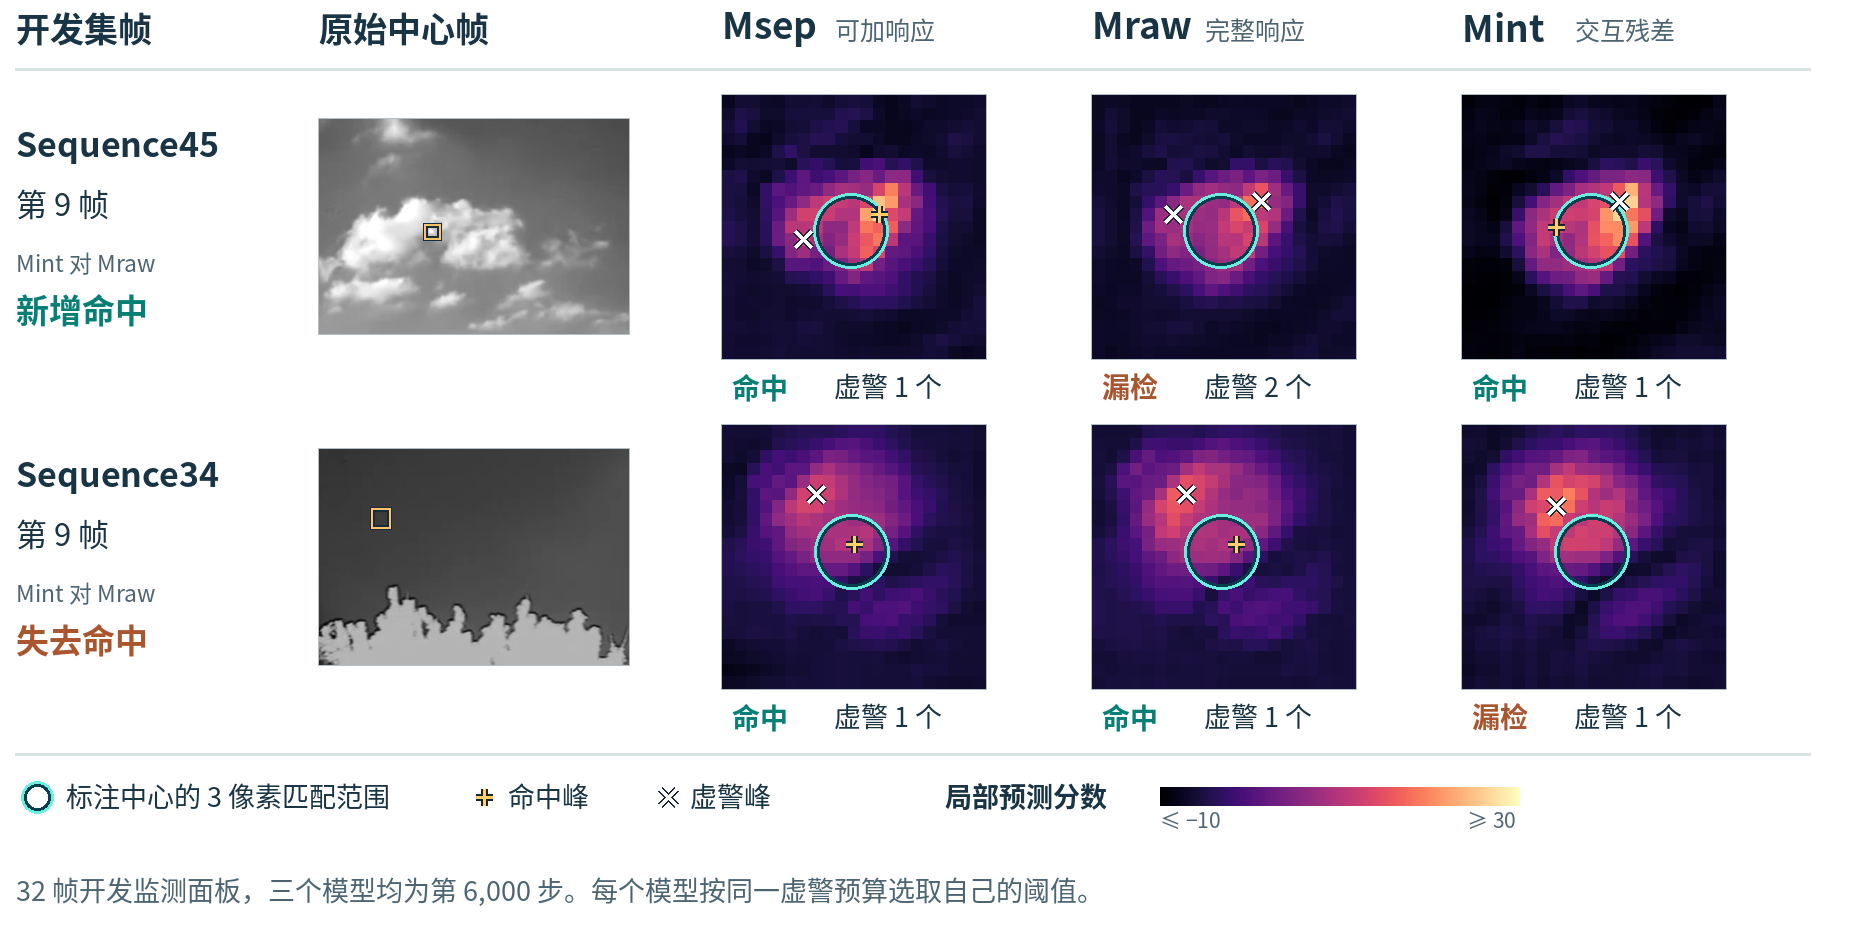 开发集帧 原始中心帧 Msep 可加响应 Mraw 完整响应 Mint 交互残差
Sequence45
第 9 帧
Mint 对 Mraw
新增命中
命中 虚警 1 个 漏检 虚警 2 个 命中 虚警 1 个
Sequence34
第 9 帧
Mint 对 Mraw
失去命中
命中 虚警 1 个 命中 虚警 1 个 漏检 虚警 1 个
标注中心的 3 像素匹配范围 命中峰 虚警峰 局部预测分数
⩽ −10 ⩾ 30
32 帧开发监测面板，三个模型均为第 6,000 步。每个模型按同一虚警预算选取自己的阈值。